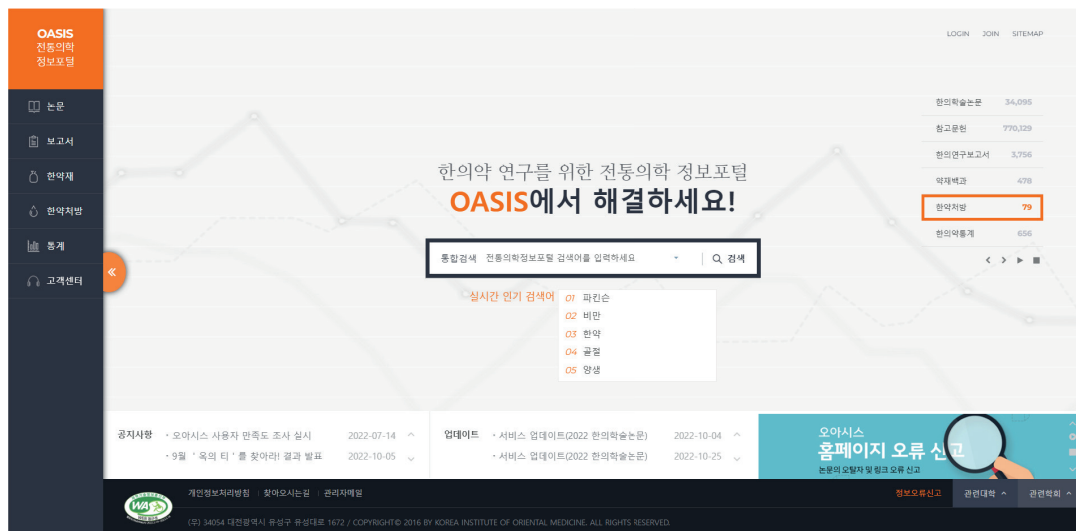 OASIS
전통의학
정보포털
논문
보고서
한약재
한약처방
통계
고객센터
LOGIN JOIN SITEMAP
한의학술논문 34,095
참고문헌 770,129
한의연구보고서 3,756
약재백과 478
한약처방 79
한의약통계 656
한의약 연구를 위한 전통의학 정보포털
OASIS에서 해결하세요!
통합검색 전통의학정보포털 검색어를 입력하세요 검색
실시간 인기 검색어
01 파킨슨
02 비만
03 한약
04 골절
05 양생
공지사항 · 오아시스 사용자 만족도 조사 실시 2022-07-14
· 9월 ' 옥의 티 ' 를 찾아라! 결과 발표 2022-10-05
업데이트 · 서비스 업데이트(2022 한의학술논문) 2022-10-04
· 서비스 업데이트(2022 한의학술논문) 2022-10-25
오아시스
홈페이지 오류 신고
논문의 오탈자 및 링크 오류 신고
WA
개인정보처리방침 찾아오시는길 관리자메일
정보오류신고 관련대학 관련학회
(우) 34054 대전광역시 유성구 유성대로 1672 / COPYRIGHT© 2016 BY KOREA INSTITUTE OF ORIENTAL MEDICINE. ALL RIGHTS RESERVED.